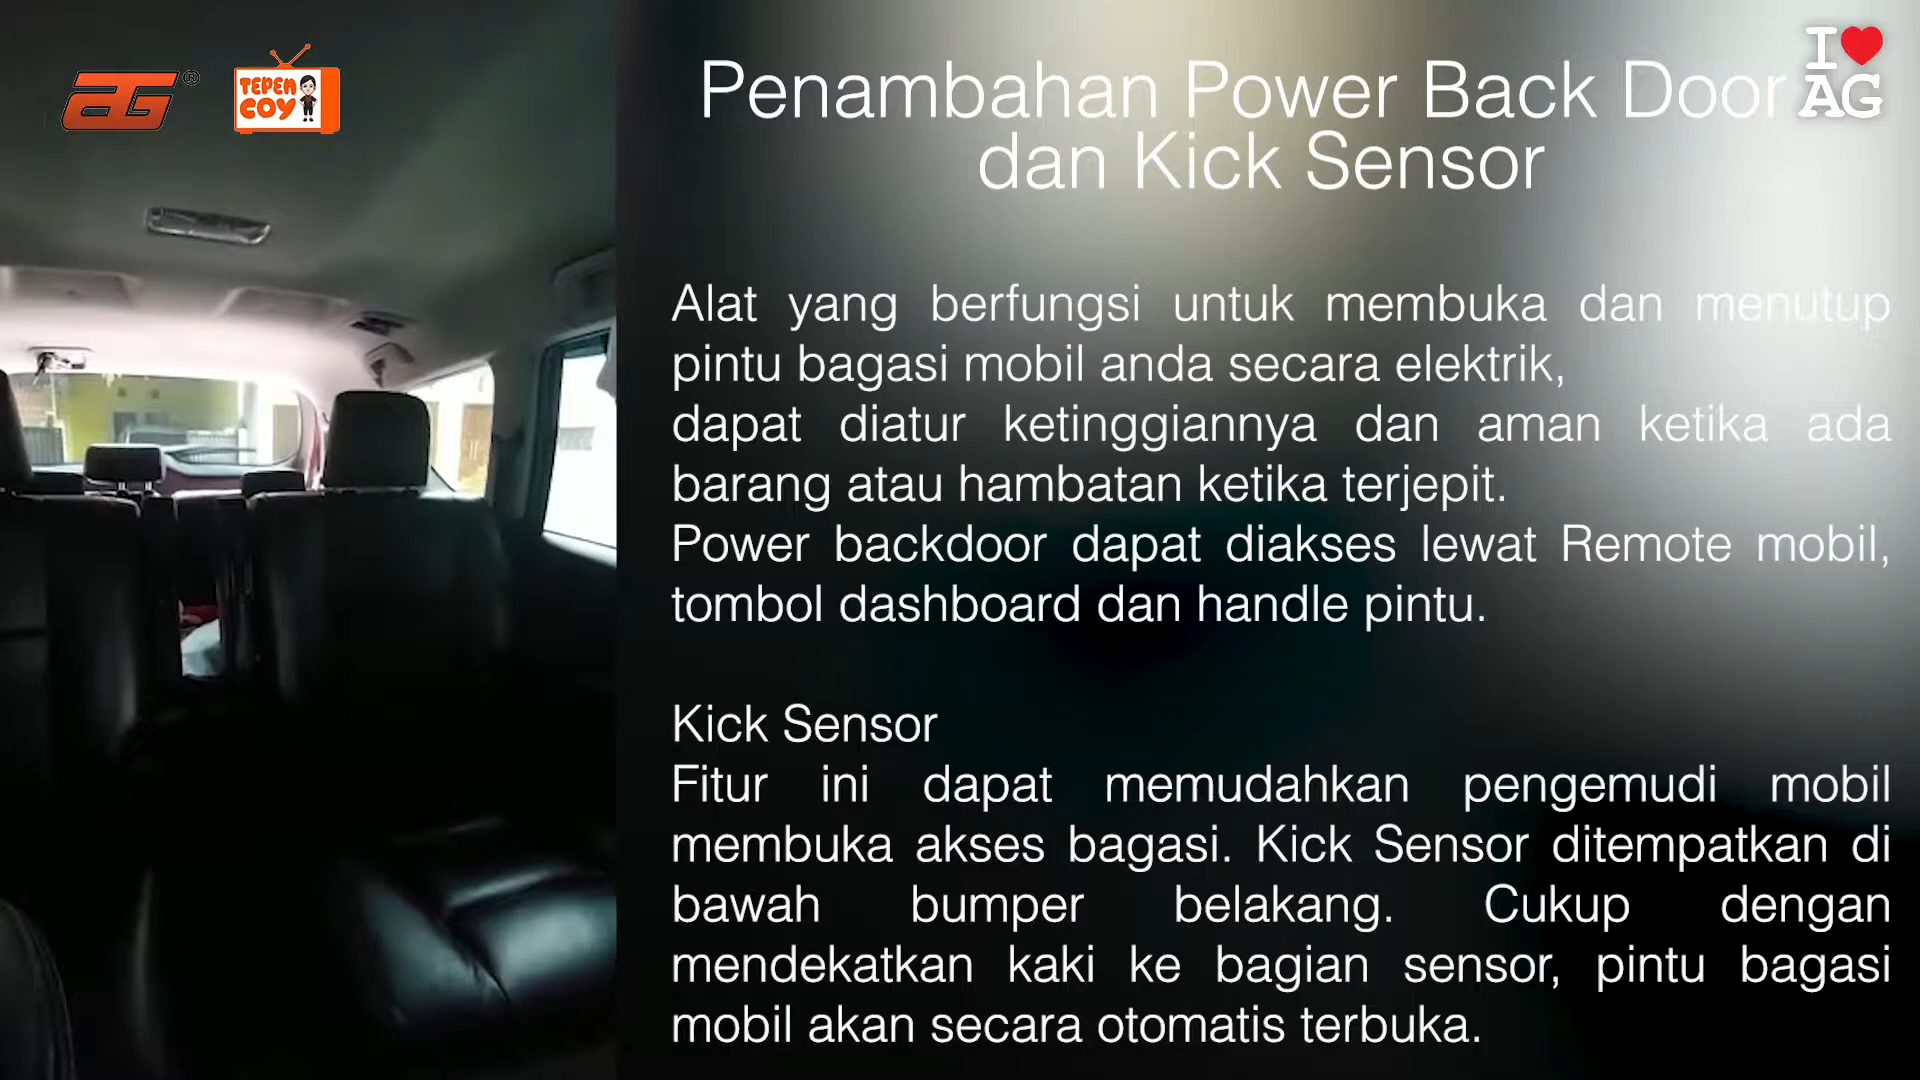 AG ®
TEPEN
COY
I ❤
AG
Penambahan Power Back Door
dan Kick Sensor
Alat yang berfungsi untuk membuka dan menutup
pintu bagasi mobil anda secara elektrik,
dapat diatur ketinggiannya dan aman ketika ada
barang atau hambatan ketika terjepit.
Power backdoor dapat diakses lewat Remote mobil,
tombol dashboard dan handle pintu.
Kick Sensor
Fitur ini dapat memudahkan pengemudi mobil
membuka akses bagasi. Kick Sensor ditempatkan di
bawah bumper belakang. Cukup dengan
mendekatkan kaki ke bagian sensor, pintu bagasi
mobil akan secara otomatis terbuka.